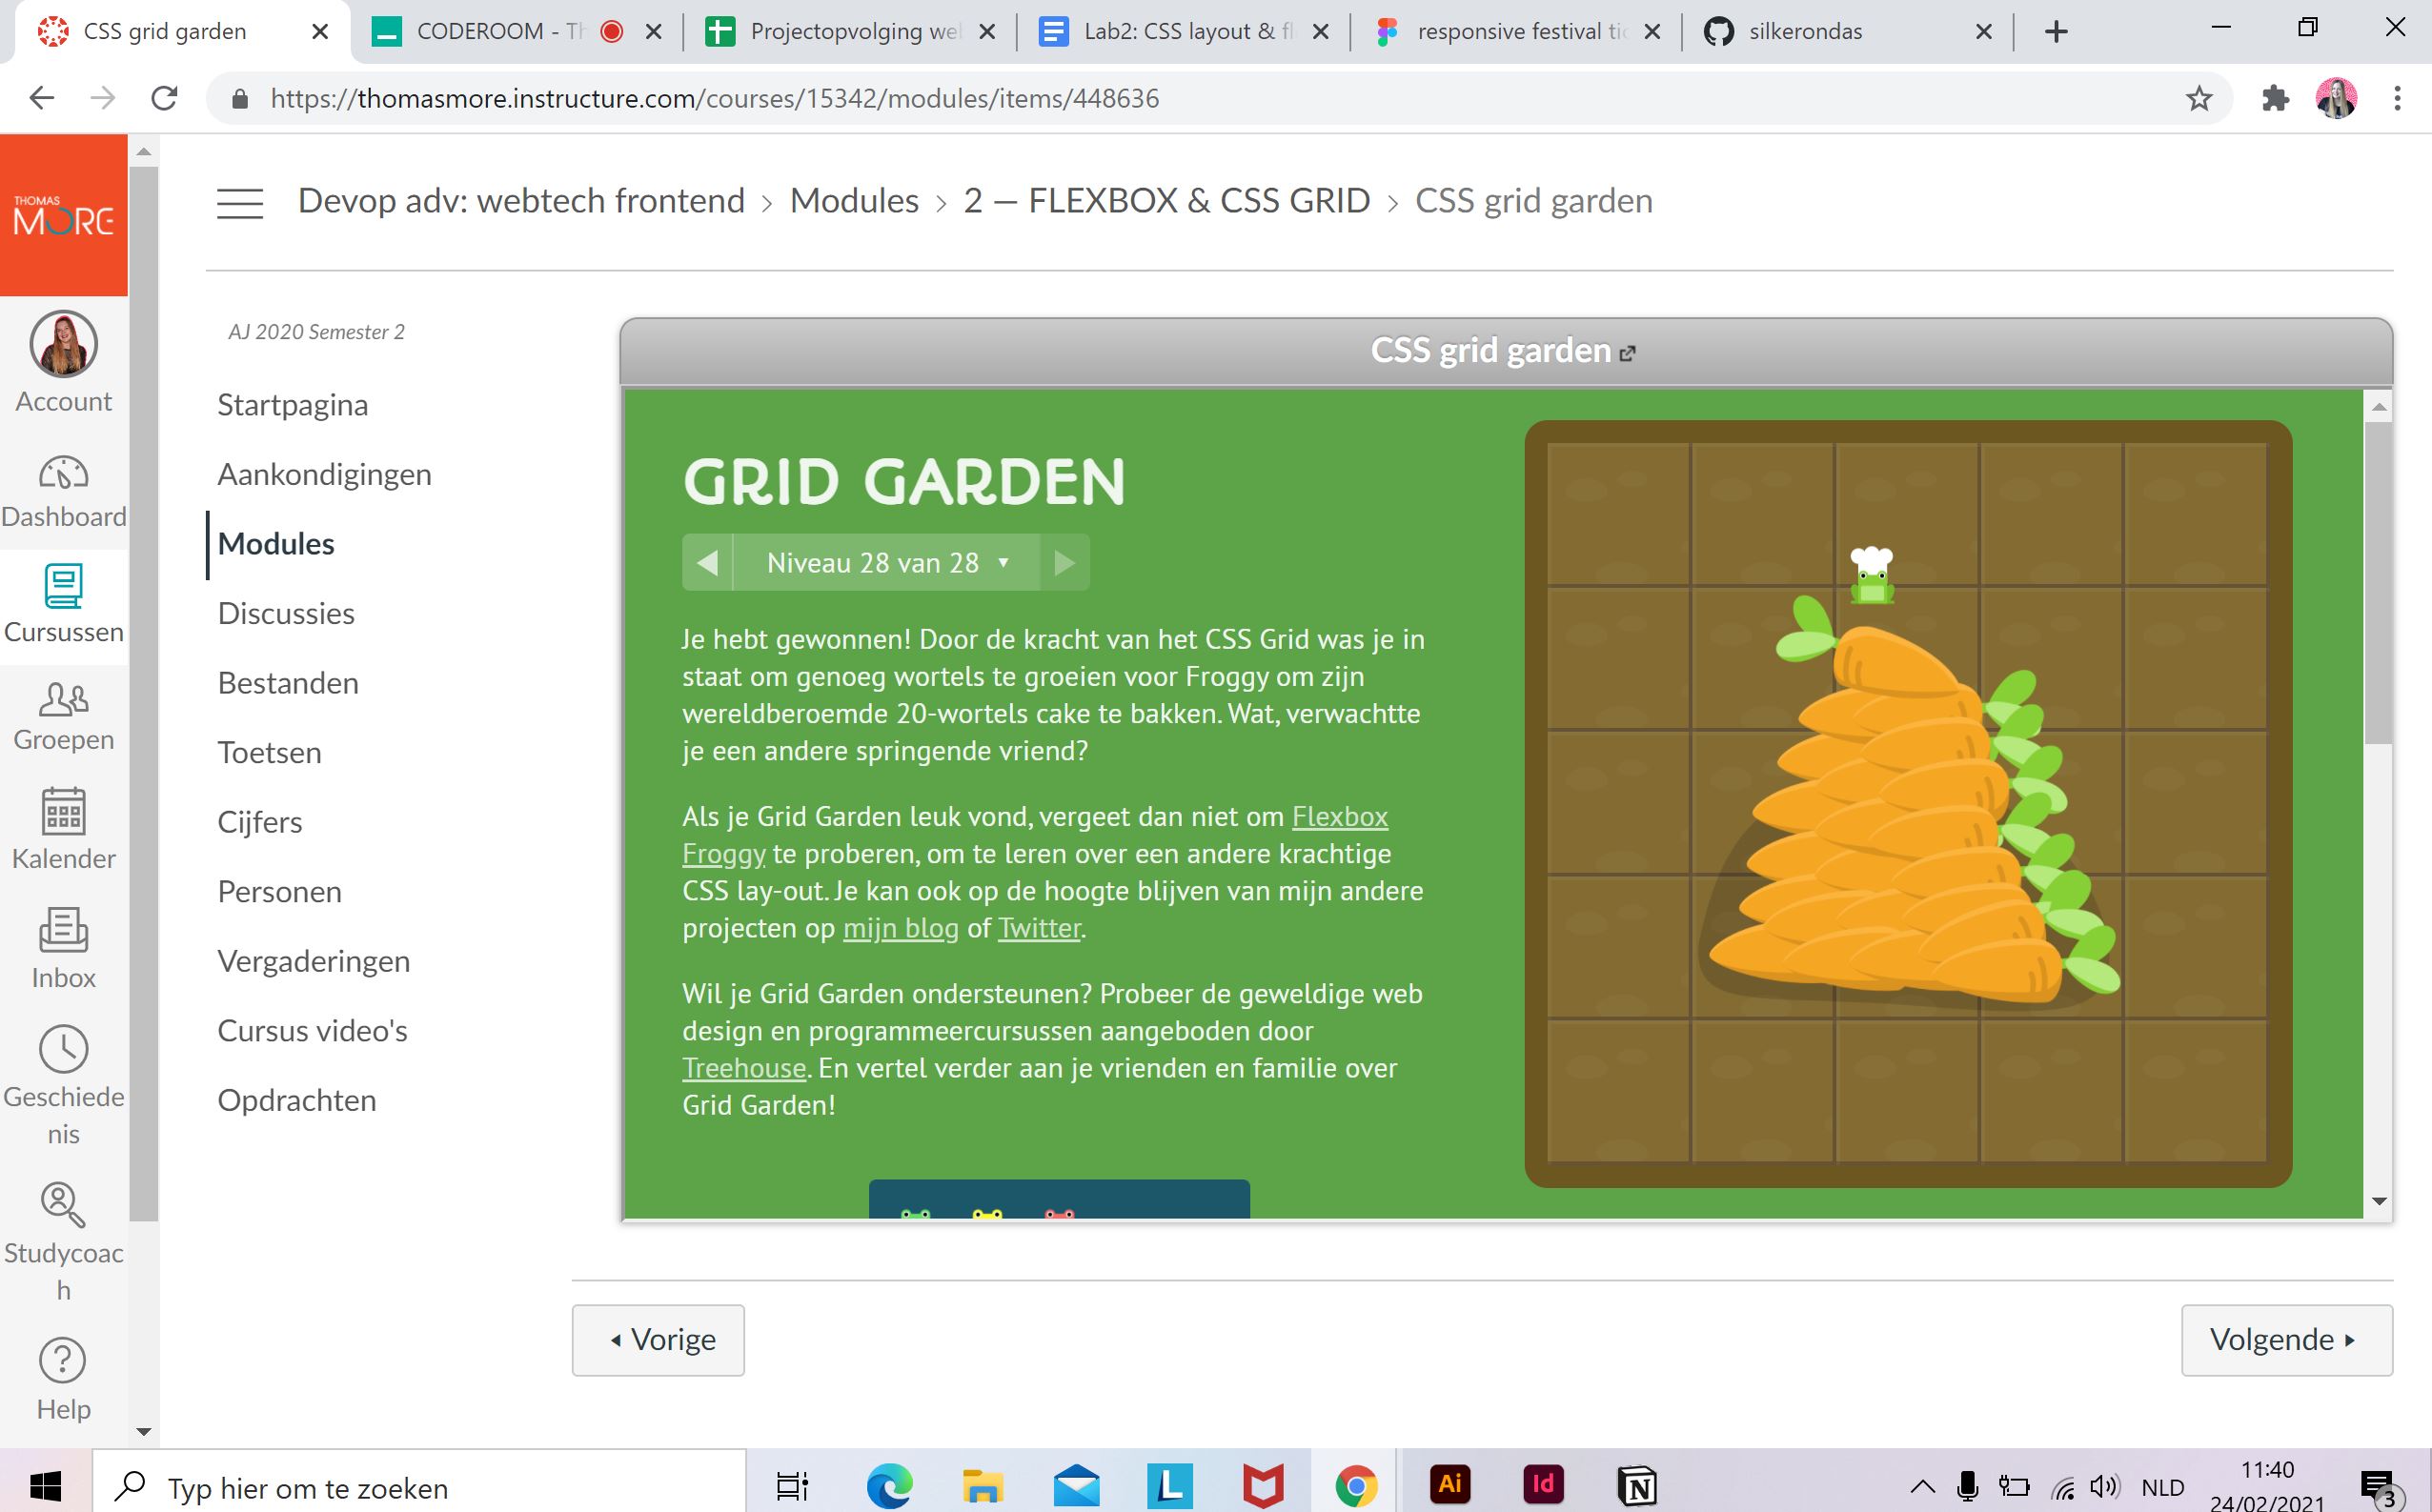 CSS grid garden
CODEROOM - Th
Projectopvolging we
Lab2: CSS layout & fl
responsive festival tic
silkerondas
https://thomasmore.instructure.com/courses/15342/modules/items/448636
THOMAS
MORE
Account
Dashboard
Cursussen
Groepen
Kalender
Inbox
Geschiede
nis
Studycoac
h
Help
Devop adv: webtech frontend › Modules › 2 — FLEXBOX & CSS GRID › CSS grid garden
AJ 2020 Semester 2
Startpagina
Aankondigingen
Modules
Discussies
Bestanden
Toetsen
Cijfers
Personen
Vergaderingen
Cursus video's
Opdrachten
CSS grid garden
GRID GARDEN
Niveau 28 van 28
Je hebt gewonnen! Door de kracht van het CSS Grid was je in
staat om genoeg wortels te groeien voor Froggy om zijn
wereldberoemde 20-wortels cake te bakken. Wat, verwachtte
je een andere springende vriend?
Als je Grid Garden leuk vond, vergeet dan niet om Flexbox
Froggy te proberen, om te leren over een andere krachtige
CSS lay-out. Je kan ook op de hoogte blijven van mijn andere
projecten op mijn blog of Twitter.
Wil je Grid Garden ondersteunen? Probeer de geweldige web
design en programmeercursussen aangeboden door
Treehouse. En vertel verder aan je vrienden en familie over
Grid Garden!
Vorige
Volgende
Typ hier om te zoeken
L
Ai
Id
N
NLD
11:40
24/02/2021
3